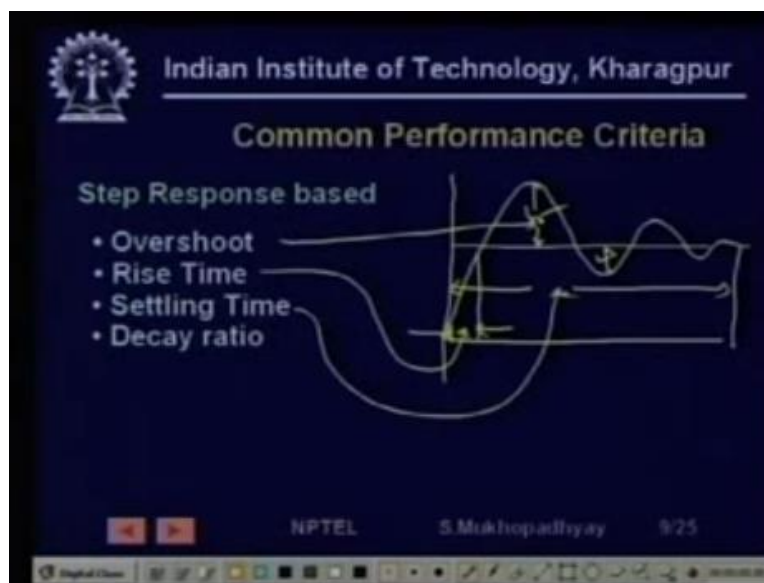 Indian Institute of Technology, Kharagpur
Common Performance Criteria
Step Response based
• Overshoot
• Rise Time
• Settling Time
• Decay ratio
NPTEL S.Mukhopadhyay 9/25